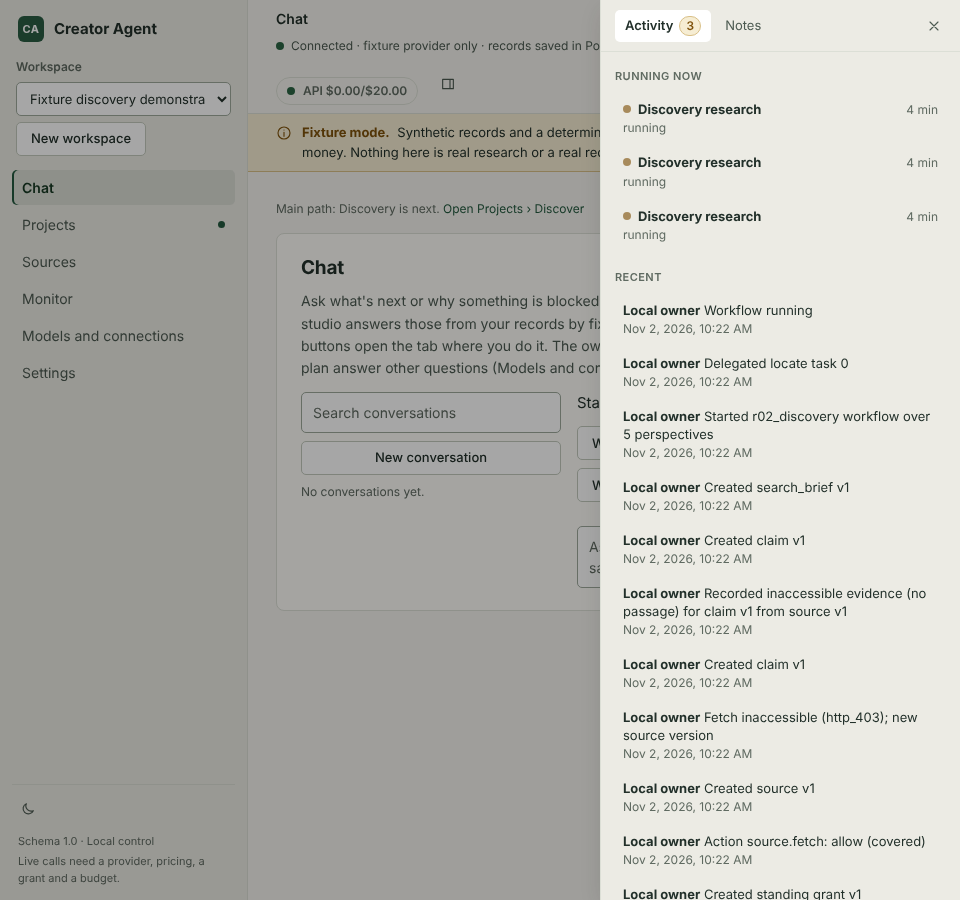 CA Creator Agent
Workspace
Fixture discovery demonstra
New workspace
Chat
Projects
Sources
Monitor
Models and connections
Settings
Schema 1.0 · Local control
Live calls need a provider, pricing, a
grant and a budget.
Chat
Connected · fixture provider only · records saved in Po
API $0.00/$20.00
Fixture mode. Synthetic records and a determin
money. Nothing here is real research or a real rec
Main path: Discovery is next. Open Projects › Discover
Chat
Ask what's next or why something is blocked
studio answers those from your records by fix
buttons open the tab where you do it. The ow
plan answer other questions (Models and con
Search conversations
New conversation
No conversations yet.
Sta
W
W
A
sa
Activity 3
Notes
RUNNING NOW
Discovery research 4 min
running
Discovery research 4 min
running
Discovery research 4 min
running
RECENT
Local owner Workflow running
Nov 2, 2026, 10:22 AM
Local owner Delegated locate task 0
Nov 2, 2026, 10:22 AM
Local owner Started r02_discovery workflow over
5 perspectives
Nov 2, 2026, 10:22 AM
Local owner Created search_brief v1
Nov 2, 2026, 10:22 AM
Local owner Created claim v1
Nov 2, 2026, 10:22 AM
Local owner Recorded inaccessible evidence (no
passage) for claim v1 from source v1
Nov 2, 2026, 10:22 AM
Local owner Created claim v1
Nov 2, 2026, 10:22 AM
Local owner Fetch inaccessible (http_403); new
source version
Nov 2, 2026, 10:22 AM
Local owner Created source v1
Nov 2, 2026, 10:22 AM
Local owner Action source.fetch: allow (covered)
Nov 2, 2026, 10:22 AM
Local owner Created standing grant v1